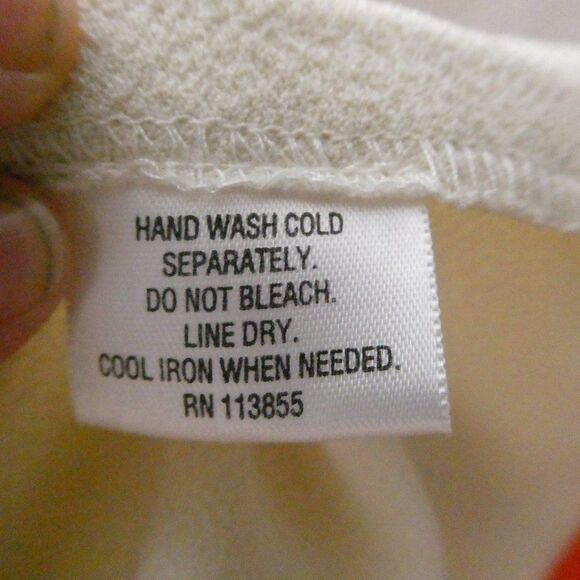 HAND WASH COLD
SEPARATELY.
DO NOT BLEACH.
LINE DRY.
COOL IRON WHEN NEEDED.
RN 113855